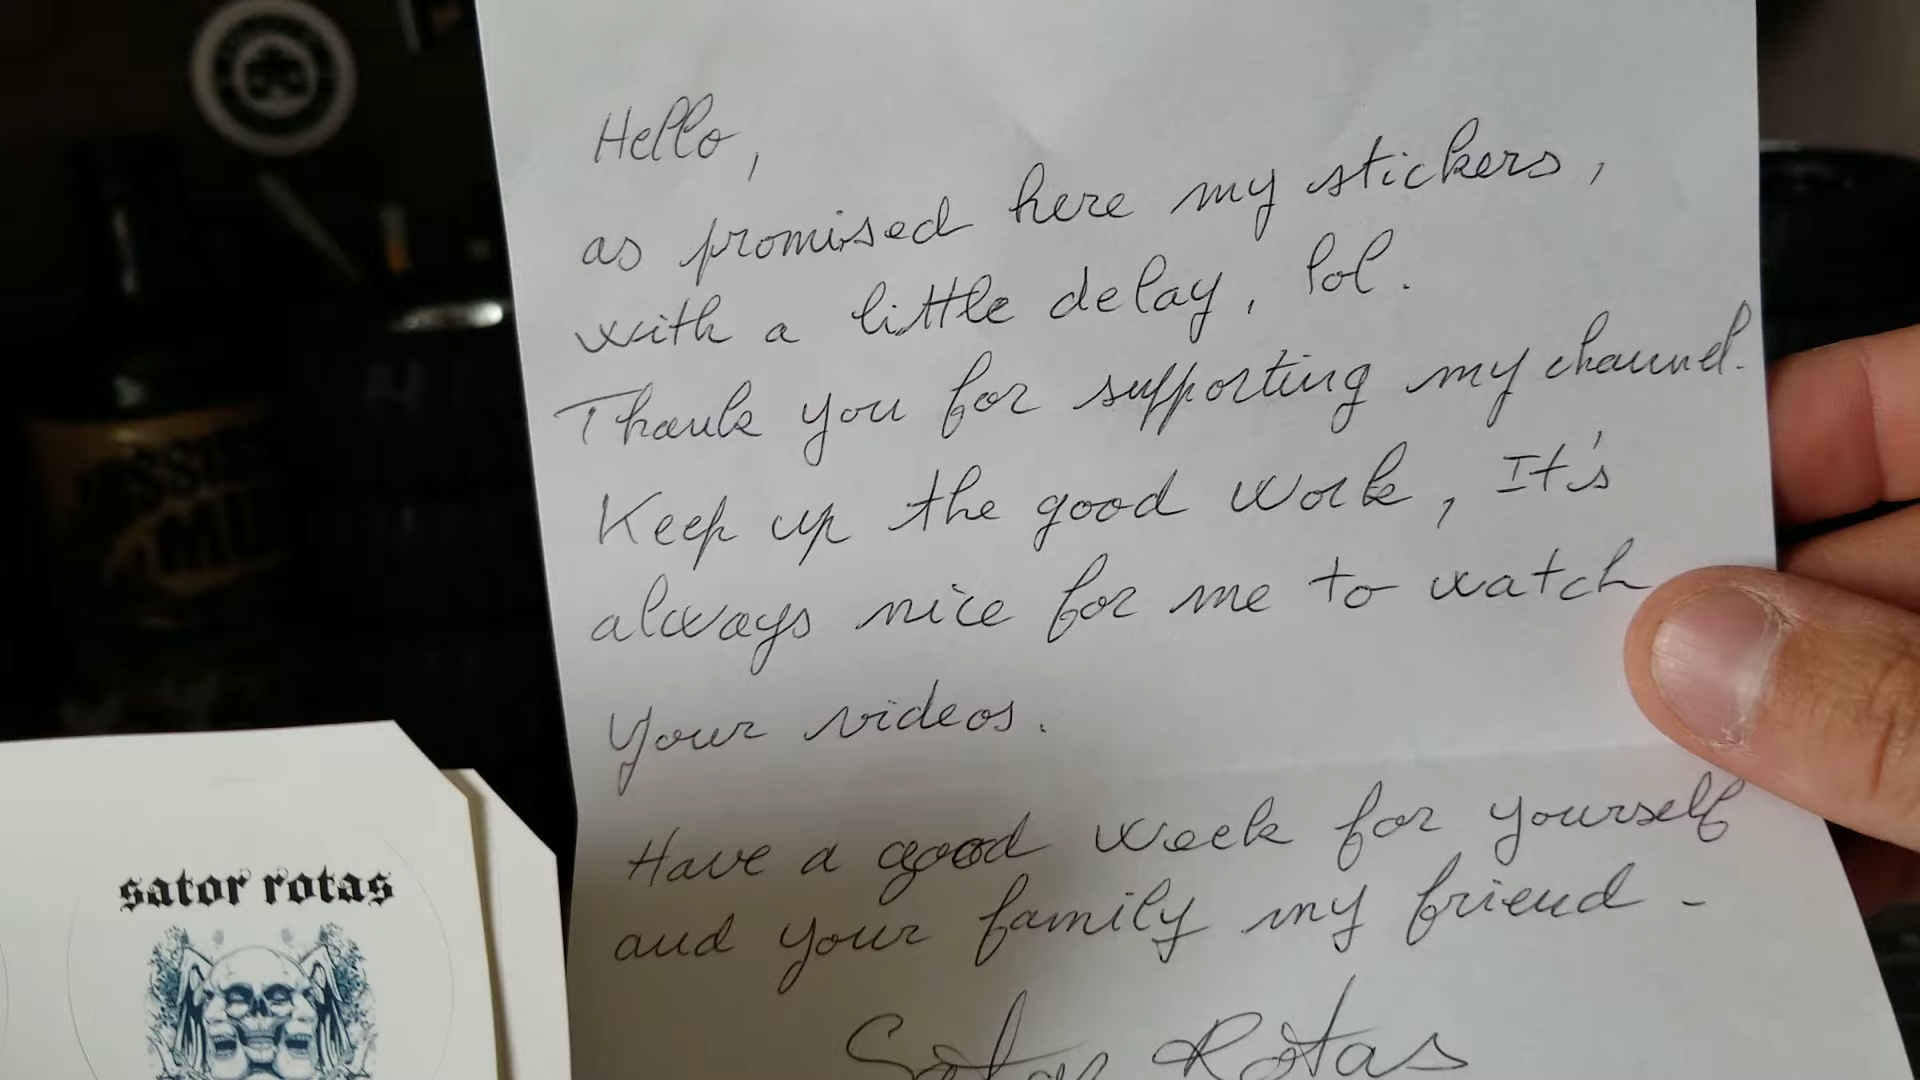 Hello,
as promised here my stickers,
with a little delay, lol.
Thank you for supporting my channel.
Keep up the good work, It's
always nice for me to watch
your videos.
Have a good week for yourself
and your family my friend -
Sator Rotas
sator rotas